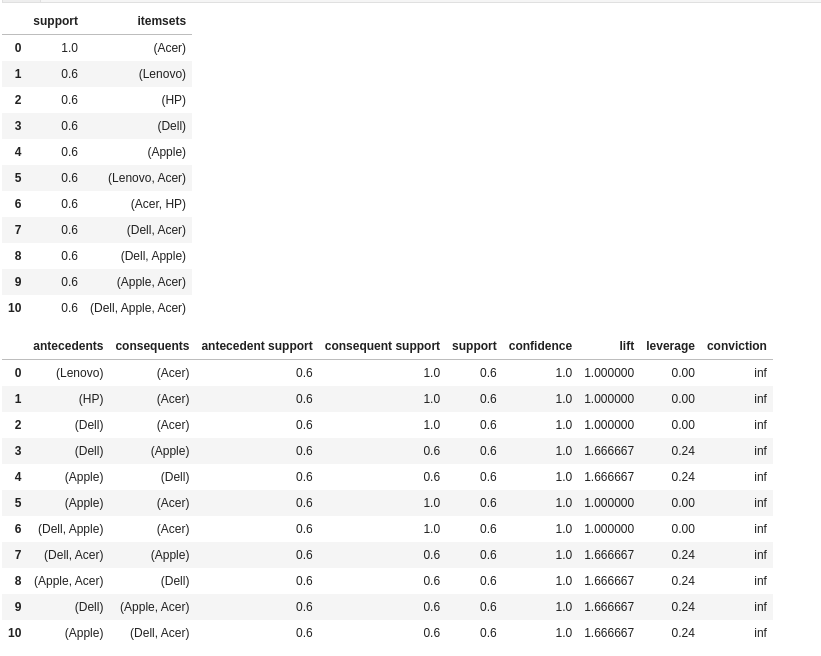 support itemsets
0 1.0 (Acer)
1 0.6 (Lenovo)
2 0.6 (HP)
3 0.6 (Dell)
4 0.6 (Apple)
5 0.6 (Lenovo, Acer)
6 0.6 (Acer, HP)
7 0.6 (Dell, Acer)
8 0.6 (Dell, Apple)
9 0.6 (Apple, Acer)
10 0.6 (Dell, Apple, Acer)
antecedents consequents antecedent support consequent support support confidence lift leverage conviction
0 (Lenovo) (Acer) 0.6 1.0 0.6 1.0 1.000000 0.00 inf
1 (HP) (Acer) 0.6 1.0 0.6 1.0 1.000000 0.00 inf
2 (Dell) (Acer) 0.6 1.0 0.6 1.0 1.000000 0.00 inf
3 (Dell) (Apple) 0.6 0.6 0.6 1.0 1.666667 0.24 inf
4 (Apple) (Dell) 0.6 0.6 0.6 1.0 1.666667 0.24 inf
5 (Apple) (Acer) 0.6 1.0 0.6 1.0 1.000000 0.00 inf
6 (Dell, Apple) (Acer) 0.6 1.0 0.6 1.0 1.000000 0.00 inf
7 (Dell, Acer) (Apple) 0.6 0.6 0.6 1.0 1.666667 0.24 inf
8 (Apple, Acer) (Dell) 0.6 0.6 0.6 1.0 1.666667 0.24 inf
9 (Dell) (Apple, Acer) 0.6 0.6 0.6 1.0 1.666667 0.24 inf
10 (Apple) (Dell, Acer) 0.6 0.6 0.6 1.0 1.666667 0.24 inf